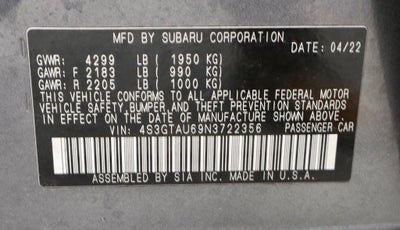 MFD BY SUBARU CORPORATION
DATE: 04/22
GVWR: 4299 LB ( 1950 KG)
GAWR: F 2183 LB ( 990 KG)
GAWR: R 2205 LB ( 1000 KG)
THIS VEHICLE CONFORMS TO ALL APPLICABLE FEDERAL MOTOR
VEHICLE SAFETY, BUMPER, AND THEFT PREVENTION STANDARDS
IN EFFECT ON THE DATE OF MANUFACTURE SHOWN ABOVE.
VIN: 4S3GTAU69N3722356 PASSENGER CAR
ASSEMBLED BY SIA INC. MADE IN U.S.A.